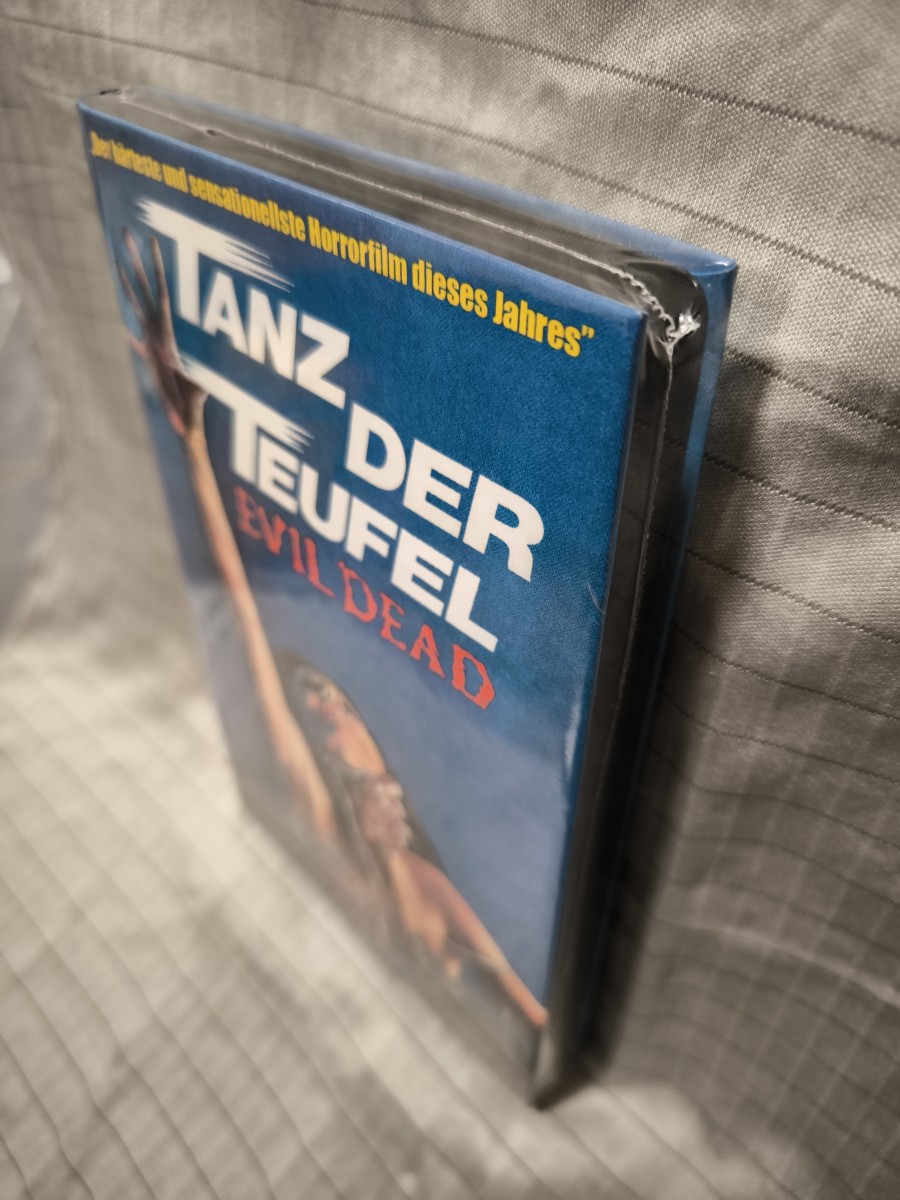 „Der härteste und sensationellste Horrorfilm dieses Jahres”
TANZ
DER
TEUFEL
EVIL DEAD